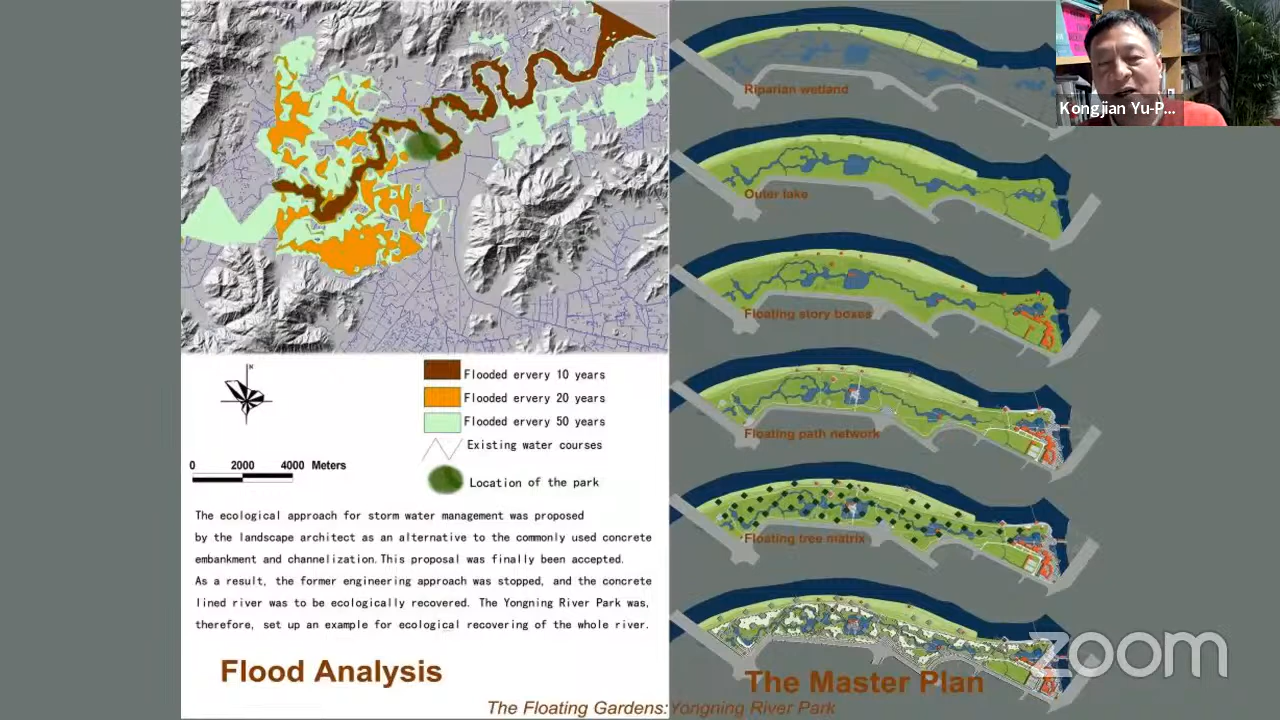 Kongjian Yu-P...
Riparian wetland
Outer lake
Floating story boxes
Floating path network
Floating tree matrix
N
Flooded ervery 10 years
Flooded ervery 20 years
Flooded ervery 50 years
Existing water courses
Location of the park
0 2000 4000 Meters
The ecological approach for storm water management was proposed
by the landscape architect as an alternative to the commonly used concrete
embankment and channelization. This proposal was finally been accepted.
As a result, the former engineering approach was stopped, and the concrete
lined river was to be ecologically recovered. The Yongning River Park was,
therefore, set up an example for ecological recovering of the whole river.
Flood Analysis
The Master Plan
The Floating Gardens:Yongning River Park
zoom